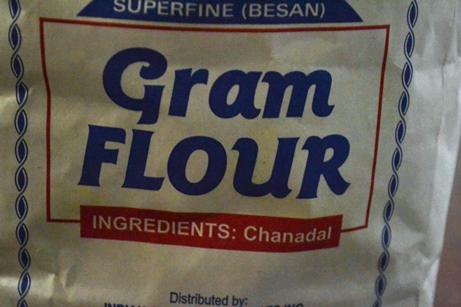 SUPERFINE (BESAN)
Gram
FLOUR
INGREDIENTS: Chanadal
Distributed by: